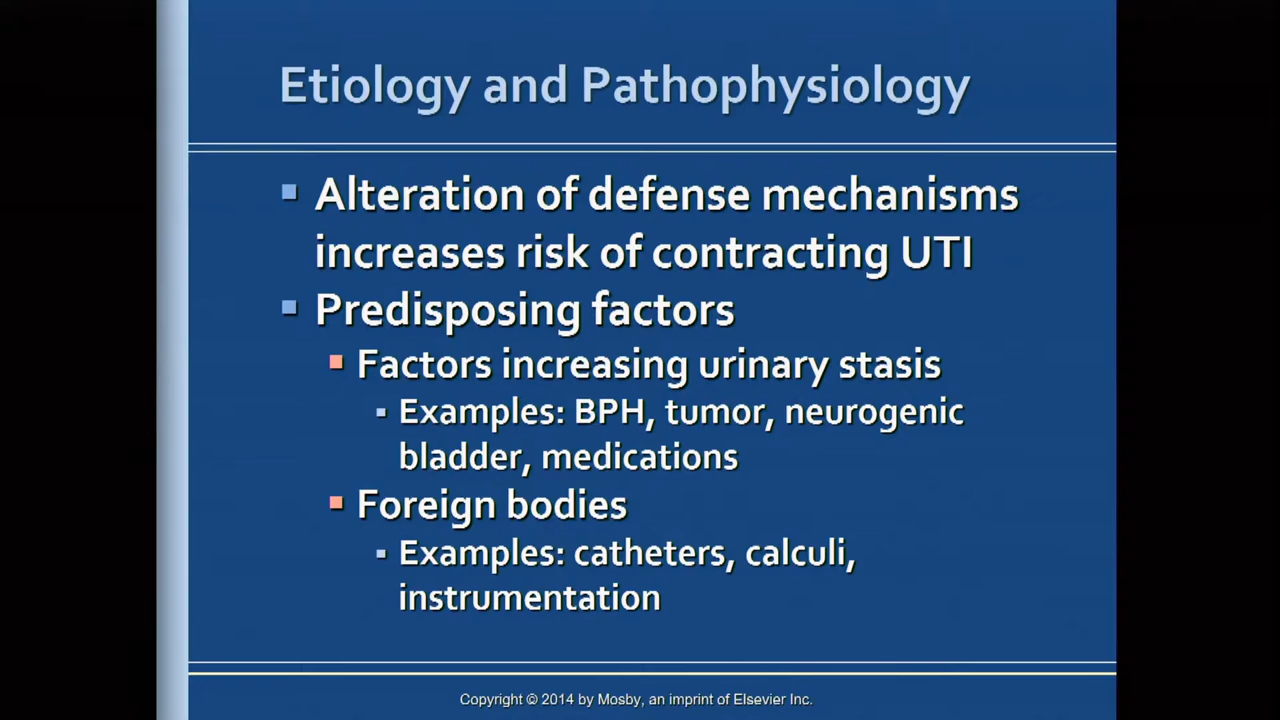 Etiology and Pathophysiology
Alteration of defense mechanisms
increases risk of contracting UTI
Predisposing factors
Factors increasing urinary stasis
Examples: BPH, tumor, neurogenic
bladder, medications
Foreign bodies
Examples: catheters, calculi,
instrumentation
Copyright © 2014 by Mosby, an imprint of Elsevier Inc.